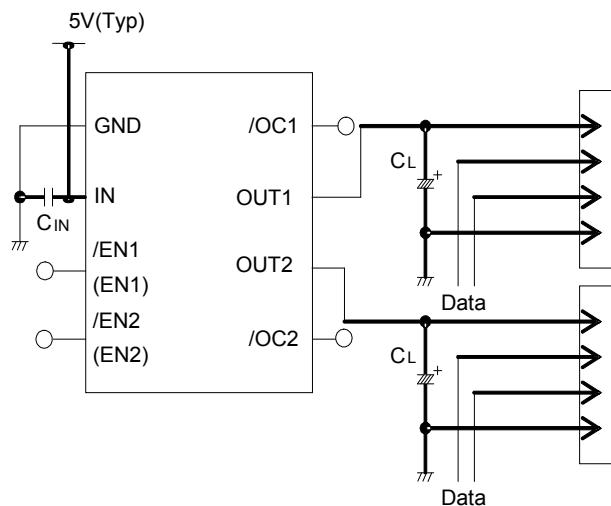 5V(Typ)
GND
/OC1
CL
+
IN
OUT1
CIN
/EN1
(EN1)
OUT2
Data
/EN2
(EN2)
/OC2
CL
+
Data